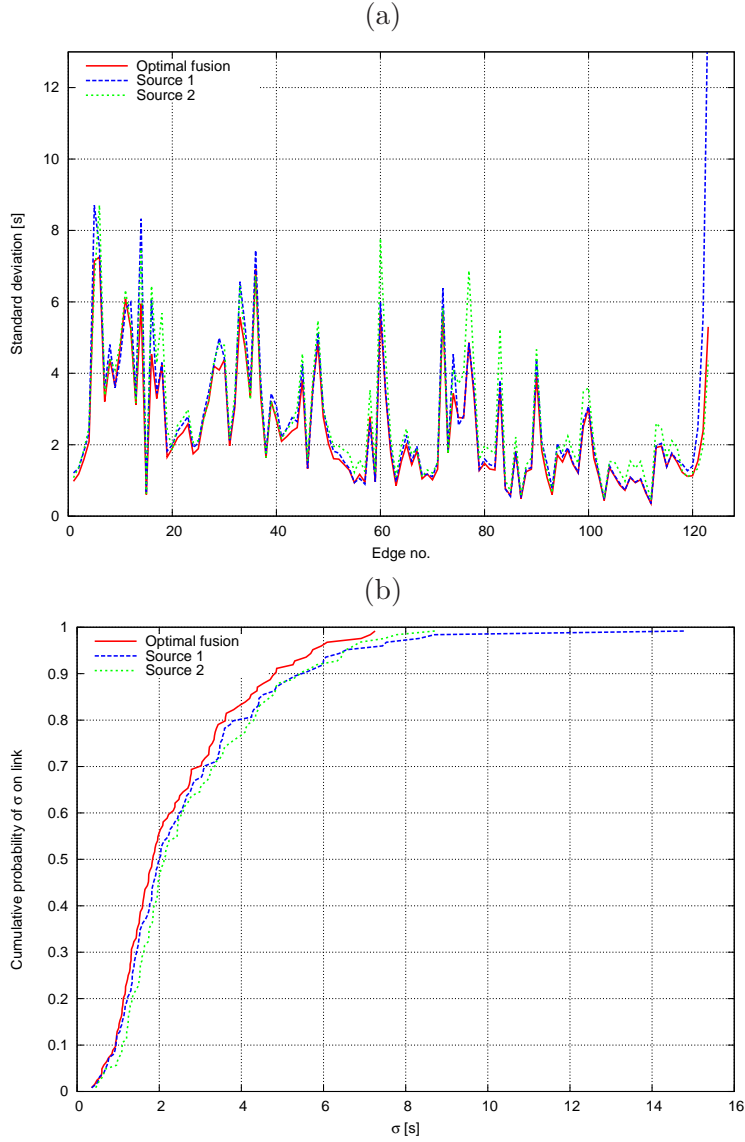 (a)
Optimal fusion
Source 1
Source 2
12
10
8
6
4
2
0
Standard deviation [s]
0 20 40 60 80 100 120
Edge no.
(b)
Optimal fusion
Source 1
Source 2
1
0.9
0.8
0.7
0.6
0.5
0.4
0.3
0.2
0.1
0
Cumulative probability of σ on link
0 2 4 6 8 10 12 14 16
σ [s]